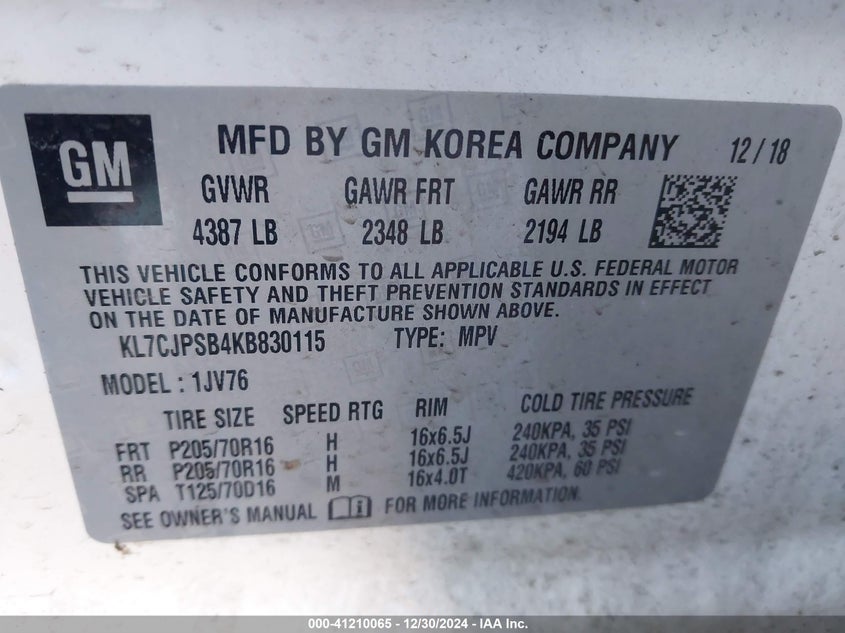 GM
MFD BY GM KOREA COMPANY 12/18
GVWR GAWR FRT GAWR RR
4387 LB 2348 LB 2194 LB
THIS VEHICLE CONFORMS TO ALL APPLICABLE U.S. FEDERAL MOTOR
VEHICLE SAFETY AND THEFT PREVENTION STANDARDS IN EFFECT
ON THE DATE OF MANUFACTURE SHOWN ABOVE.
KL7CJPSB4KB830115 TYPE: MPV
MODEL : 1JV76
TIRE SIZE SPEED RTG RIM COLD TIRE PRESSURE
FRT P205/70R16 H 16x6.5J 240KPA, 35 PSI
RR P205/70R16 H 16x6.5J 240KPA, 35 PSI
SPA T125/70D16 M 16x4.0T 420KPA, 60 PSI
SEE OWNER'S MANUAL FOR MORE INFORMATION.
000-41210065 - 12/30/2024 - IAA Inc.